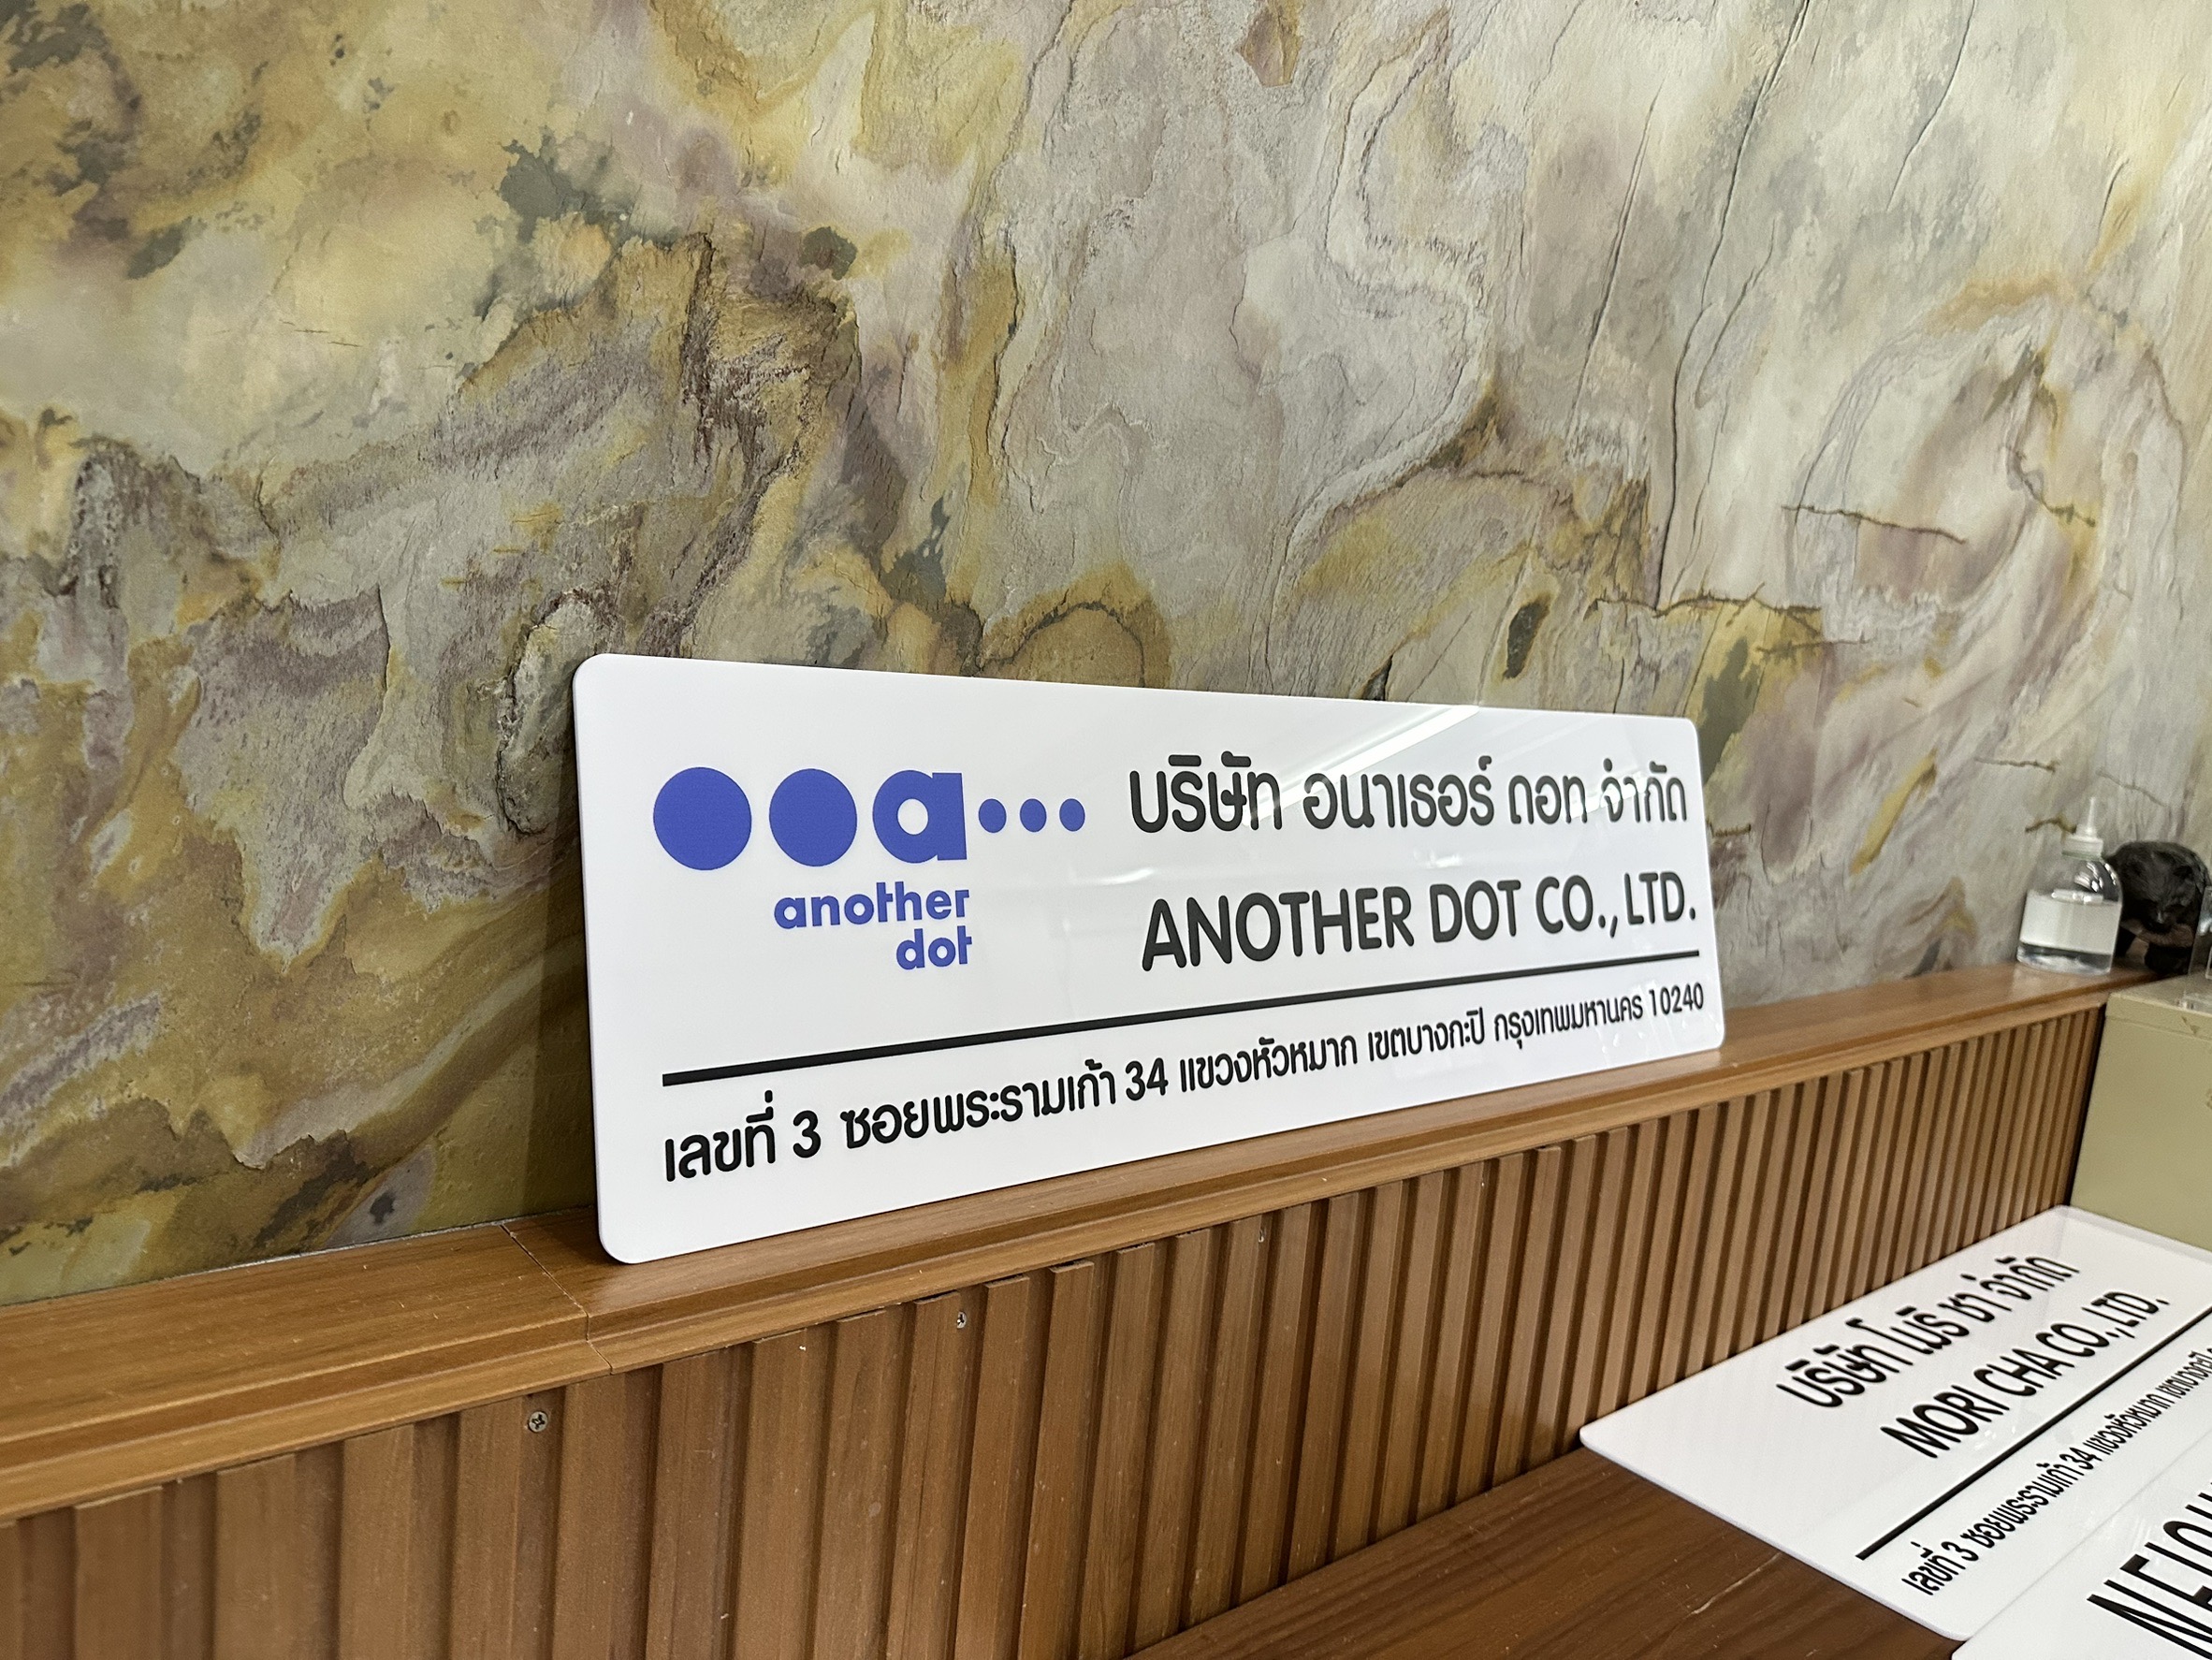 a...
another
dot
บริษัท อนาเธอร์ ดอท จำกัด
ANOTHER DOT CO., LTD.
เลขที่ 3 ซอยพระรามเก้า 34 แขวงหัวหมาก เขตบางกะปิ กรุงเทพมหานคร 10240
บริษัท โมริ ชา จำกัด
MORI CHA CO., LTD.
เลขที่ 3 ซอยพระรามเก้า 34 แขวงหัวหมาก